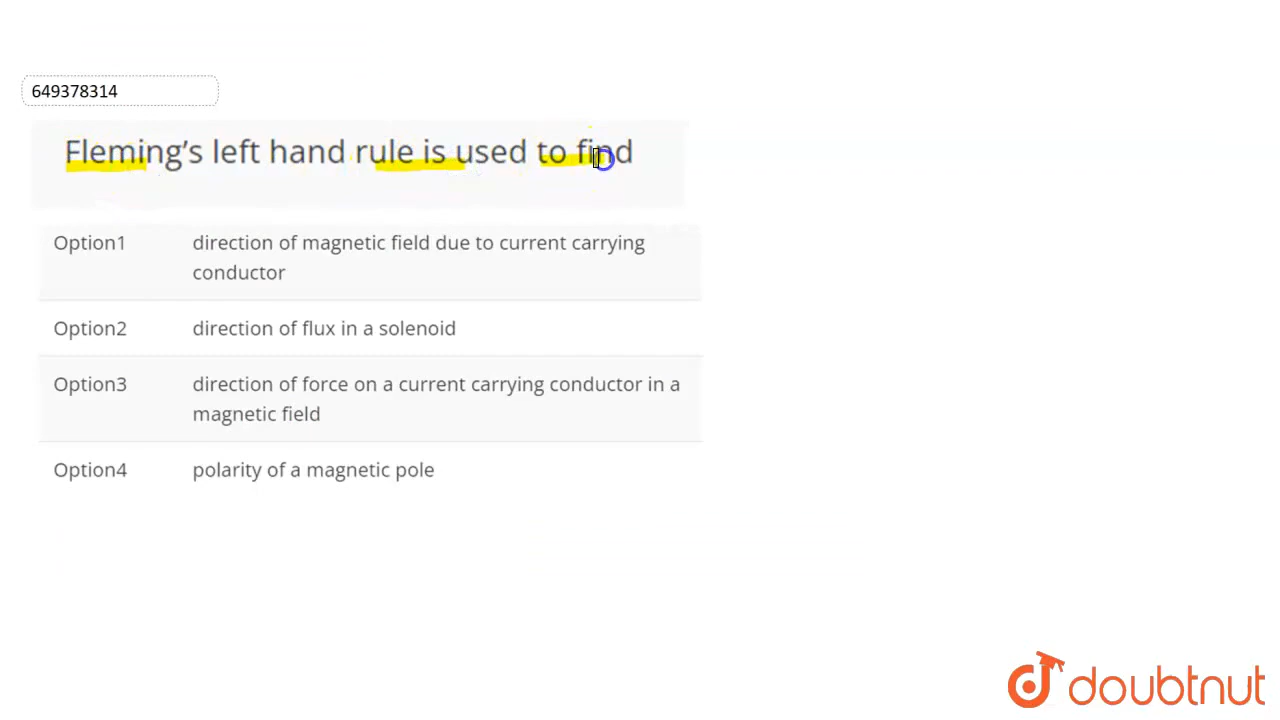 649378314
Fleming’s left hand rule is used to find
Option1 direction of magnetic field due to current carrying
conductor
Option2 direction of flux in a solenoid
Option3 direction of force on a current carrying conductor in a
magnetic field
Option4 polarity of a magnetic pole
doubtnut